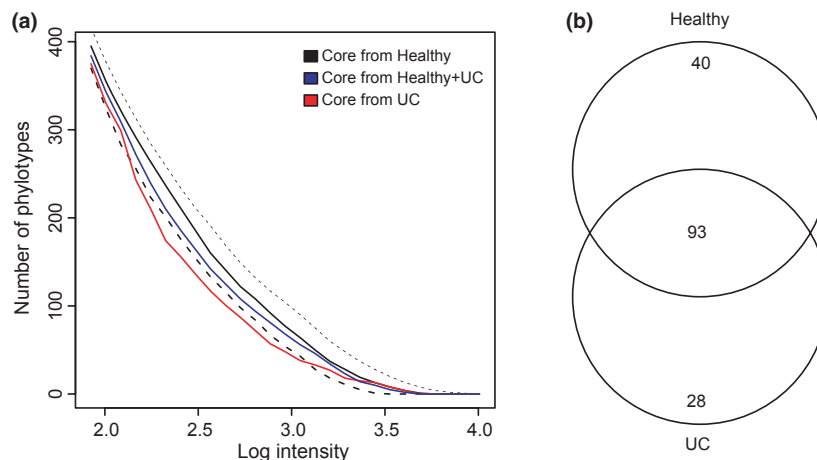 (a)
400
300
200
100
0
Number of phylotypes
Core from Healthy
Core from Healthy+UC
Core from UC
2.0 2.5 3.0 3.5 4.0
Log intensity
(b)
Healthy
40
93
28
UC